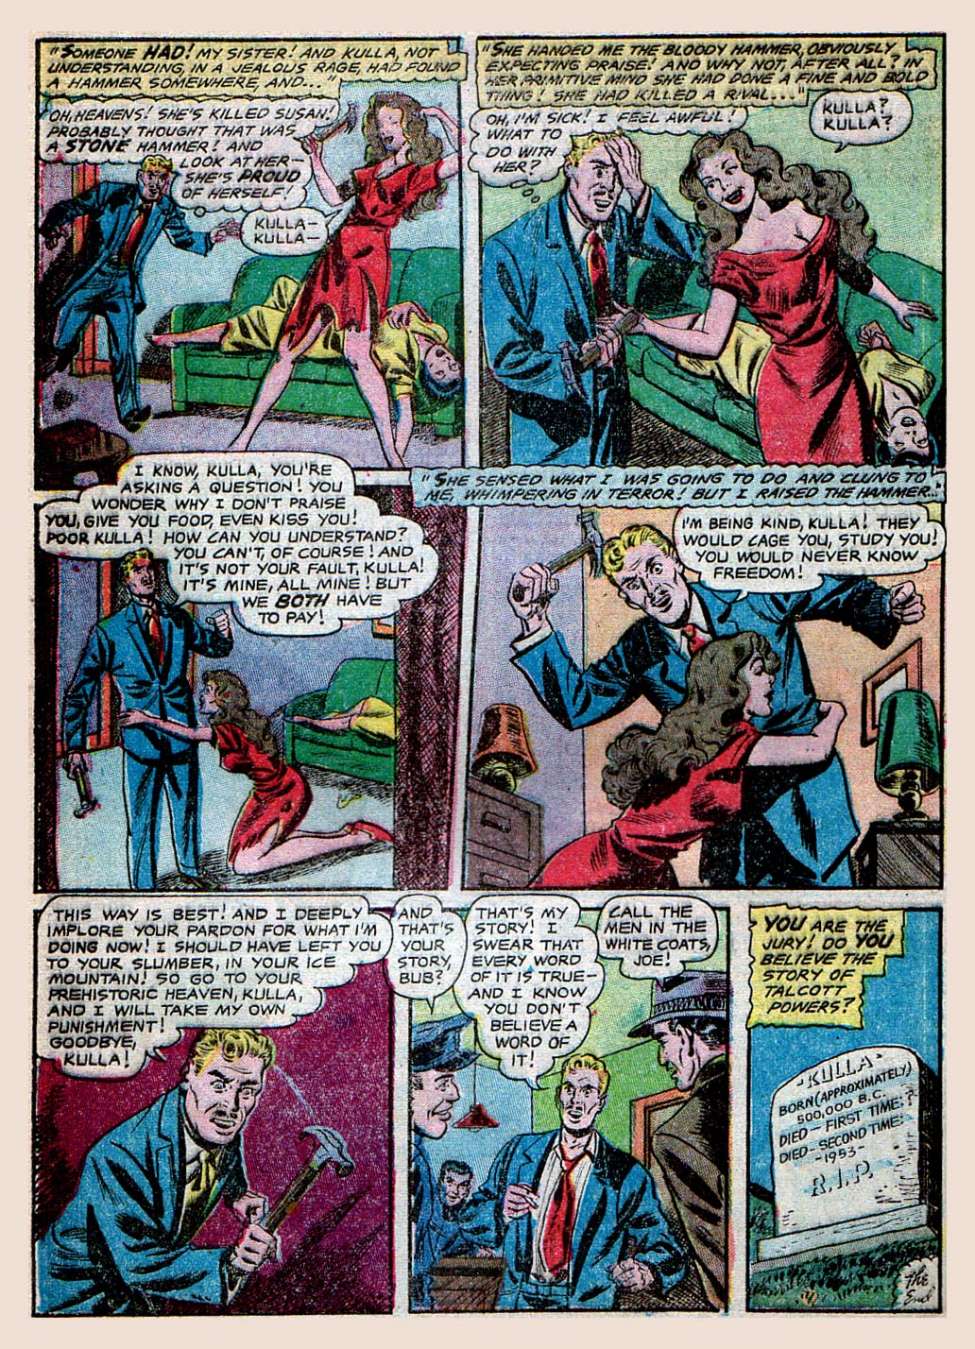 "SOMEONE HAD! MY SISTER! AND KULLA, NOT
UNDERSTANDING, IN A JEALOUS RAGE, HAD FOUND
A HAMMER SOMEWHERE, AND..."
OH, HEAVENS! SHE'S KILLED SUSAN!
PROBABLY THOUGHT THAT WAS
A STONE HAMMER! AND
LOOK AT HER—
SHE'S PROUD
OF HERSELF!
KULLA—
KULLA—
"SHE HANDED ME THE BLOODY HAMMER, OBVIOUSLY
EXPECTING PRAISE! AND WHY NOT, AFTER ALL? IN
HER PRIMITIVE MIND SHE HAD DONE A FINE AND BOLD
THING! SHE HAD KILLED A RIVAL..."
OH, I'M SICK! I FEEL AWFUL!
WHAT TO
DO WITH
HER?
KULLA?
KULLA?
I KNOW, KULLA, YOU'RE
ASKING A QUESTION! YOU
WONDER WHY I DON'T PRAISE
YOU, GIVE YOU FOOD, EVEN KISS YOU!
POOR KULLA! HOW CAN YOU UNDERSTAND?
YOU CAN'T, OF COURSE! AND
IT'S NOT YOUR FAULT, KULLA!
IT'S MINE, ALL MINE! BUT
WE BOTH HAVE
TO PAY!
"SHE SENSED WHAT I WAS GOING TO DO AND CLUNG TO
ME, WHIMPERING IN TERROR! BUT I RAISED THE HAMMER...
I'M BEING KIND, KULLA! THEY
WOULD CAGE YOU, STUDY YOU!
YOU WOULD NEVER KNOW
FREEDOM!
THIS WAY IS BEST! AND I DEEPLY
IMPLORE YOUR PARDON FOR WHAT I'M
DOING NOW! I SHOULD HAVE LEFT YOU
TO YOUR SLUMBER, IN YOUR ICE
MOUNTAIN! SO GO TO YOUR
PREHISTORIC HEAVEN, KULLA,
AND I WILL TAKE MY OWN
PUNISHMENT!
GOODBYE,
KULLA!
AND
THAT'S
YOUR
STORY,
BUB?
THAT'S MY
STORY! I
SWEAR THAT
EVERY WORD
OF IT IS TRUE—
AND I KNOW
YOU DON'T
BELIEVE A
WORD OF
IT!
CALL THE
MEN IN THE
WHITE COATS,
JOE!
YOU ARE THE
JURY! DO YOU
BELIEVE THE
STORY OF
TALCOTT
POWERS?
-KULLA-
BORN (APPROXIMATELY)
500,000 B.C.
DIED—FIRST TIME:?
DIED—SECOND TIME:
-1953-
R.I.P.
The
End